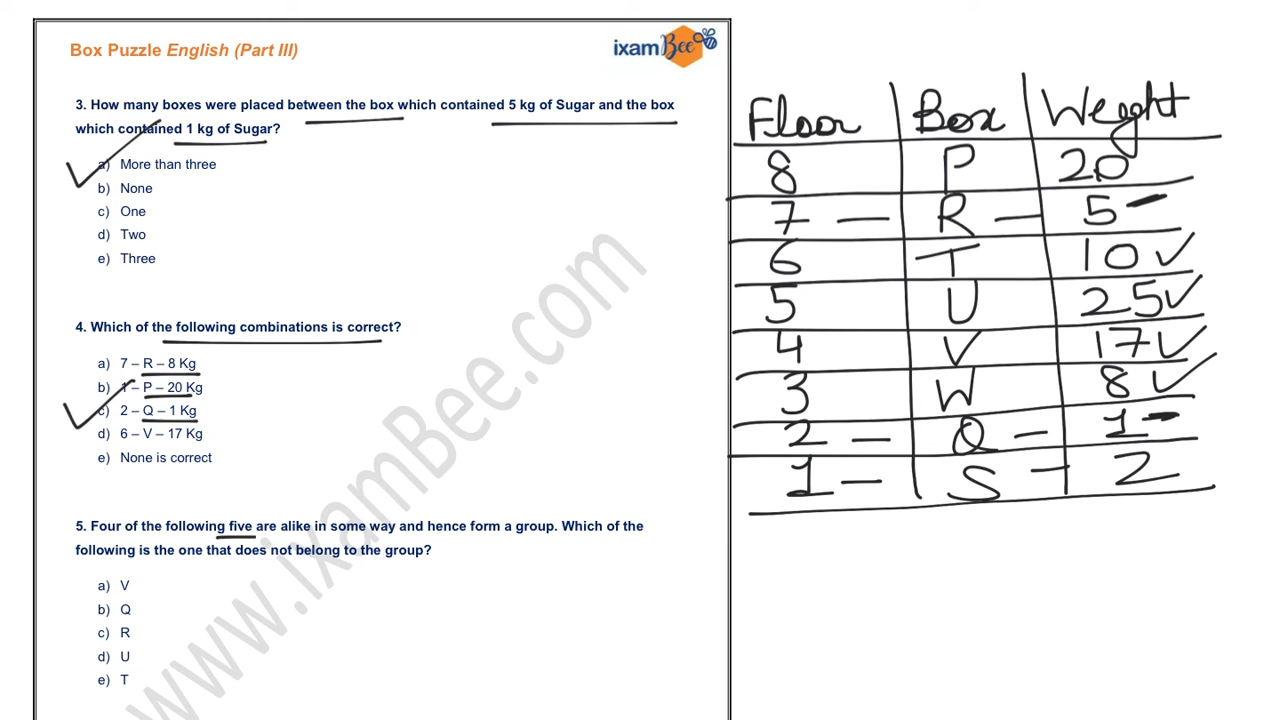 Box Puzzle English (Part III)
ixamBee
3. How many boxes were placed between the box which contained 5 kg of Sugar and the box
which contained 1 kg of Sugar?
a) More than three
b) None
c) One
d) Two
e) Three
4. Which of the following combinations is correct?
a) 7 – R – 8 Kg
b) 1 – P – 20 Kg
c) 2 – Q – 1 Kg
d) 6 – V – 17 Kg
e) None is correct
5. Four of the following five are alike in some way and hence form a group. Which of the
following is the one that does not belong to the group?
a) V
b) Q
c) R
d) U
e) T
www.ixamBee.com
Floor Box Weight
8 P 20
7 – R – 5 –
6 T 10 ✓
5 U 25 ✓
4 V 17 ✓
3 W 8 ✓
2 – Q – 1 –
1 – S – 2